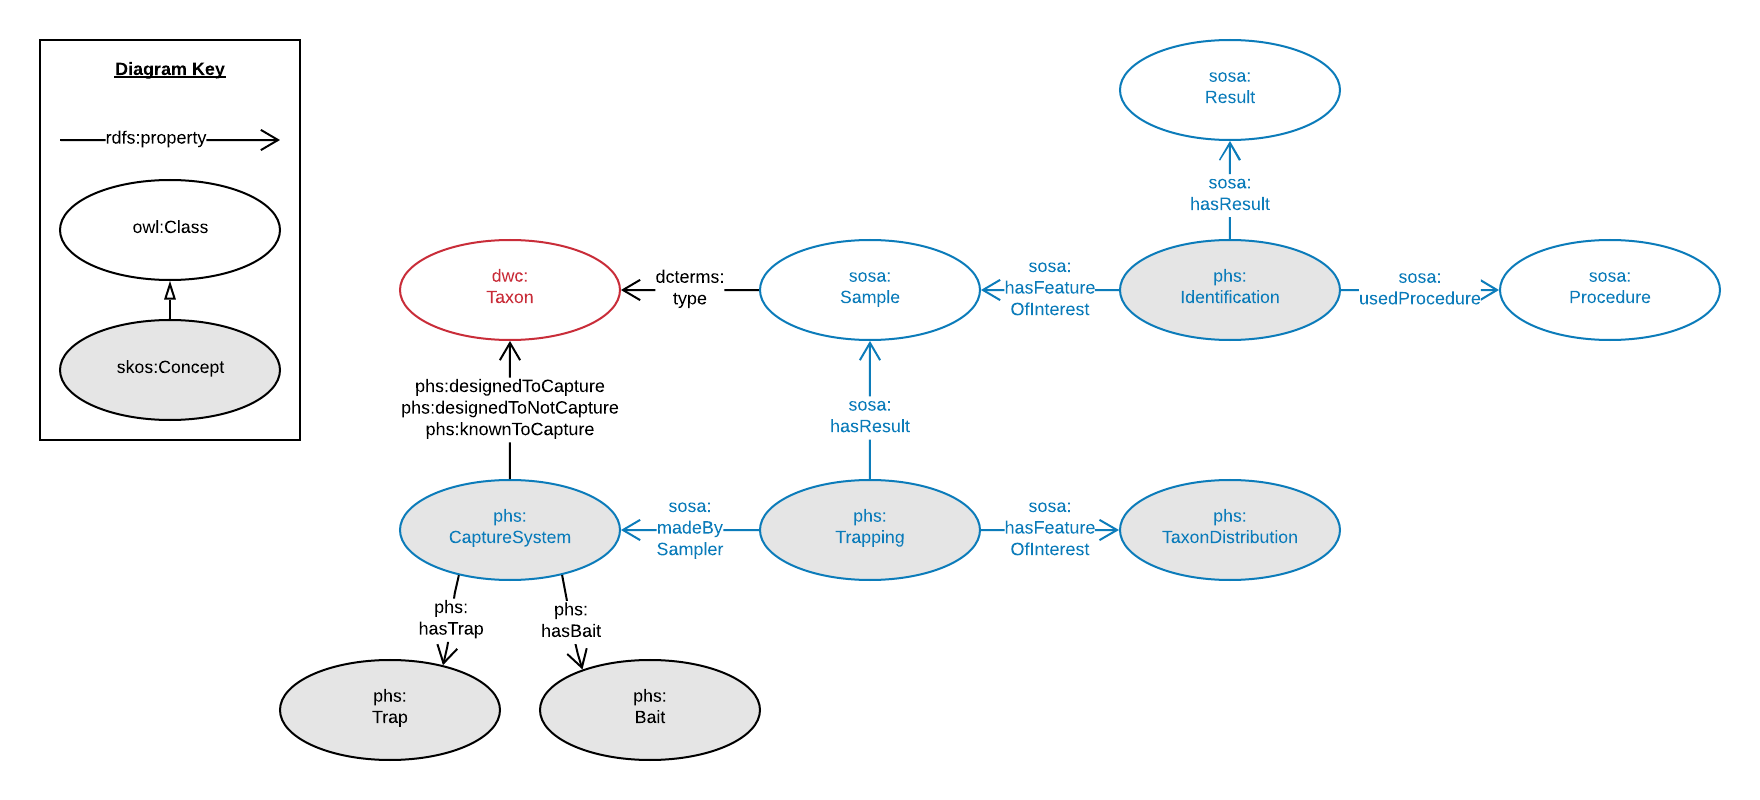 Diagram Key
rdfs:property
owl:Class
skos:Concept
sosa:
Result
sosa:
hasResult
dwc:
Taxon
dcterms:
type
sosa:
Sample
sosa:
hasFeature
OfInterest
phs:
Identification
sosa:
usedProcedure
sosa:
Procedure
phs:designedToCapture
phs:designedToNotCapture
phs:knownToCapture
sosa:
hasResult
phs:
CaptureSystem
sosa:
madeBy
Sampler
phs:
Trapping
sosa:
hasFeature
OfInterest
phs:
TaxonDistribution
phs:
hasTrap
phs:
hasBait
phs:
Trap
phs:
Bait